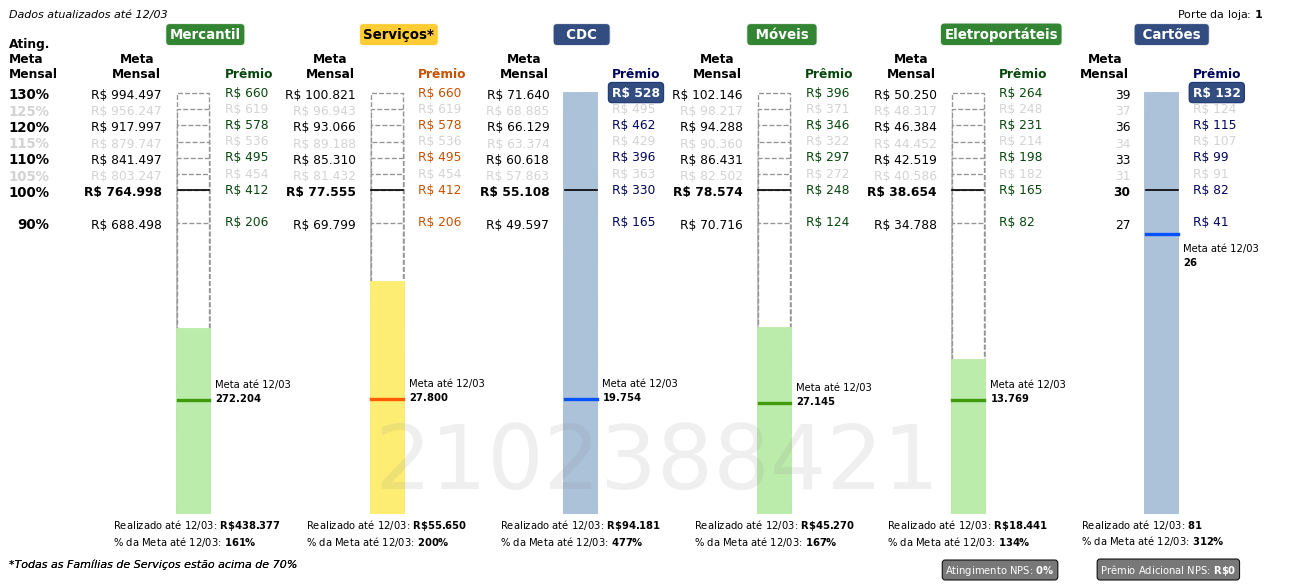 Dados atualizados até 12/03 Porte da loja: 1
Mercantil Serviços* CDC Móveis Eletroportáteis Cartões
Ating.
Meta Meta Meta Meta Meta Meta Meta
Mensal Mensal Prêmio Mensal Prêmio Mensal Prêmio Mensal Prêmio Mensal Prêmio Mensal Prêmio
130% R$ 994.497 R$ 660 R$ 100.821 R$ 660 R$ 71.640 R$ 528 R$ 102.146 R$ 396 R$ 50.250 R$ 264 39 R$ 132
125% R$ 956.247 R$ 619 R$ 96.943 R$ 619 R$ 68.885 R$ 495 R$ 98.217 R$ 371 R$ 48.317 R$ 248 37 R$ 124
120% R$ 917.997 R$ 578 R$ 93.066 R$ 578 R$ 66.129 R$ 462 R$ 94.288 R$ 346 R$ 46.384 R$ 231 36 R$ 115
115% R$ 879.747 R$ 536 R$ 89.188 R$ 536 R$ 63.374 R$ 429 R$ 90.360 R$ 322 R$ 44.452 R$ 214 34 R$ 107
110% R$ 841.497 R$ 495 R$ 85.310 R$ 495 R$ 60.618 R$ 396 R$ 86.431 R$ 297 R$ 42.519 R$ 198 33 R$ 99
105% R$ 803.247 R$ 454 R$ 81.432 R$ 454 R$ 57.863 R$ 363 R$ 82.502 R$ 272 R$ 40.586 R$ 182 31 R$ 91
100% R$ 764.998 R$ 412 R$ 77.555 R$ 412 R$ 55.108 R$ 330 R$ 78.574 R$ 248 R$ 38.654 R$ 165 30 R$ 82
90% R$ 688.498 R$ 206 R$ 69.799 R$ 206 R$ 49.597 R$ 165 R$ 70.716 R$ 124 R$ 34.788 R$ 82 27 R$ 41
Meta até 12/03
26
Meta até 12/03 Meta até 12/03 Meta até 12/03 Meta até 12/03 Meta até 12/03
272.204 27.800 19.754 27.145 13.769
2102388421
Realizado até 12/03: R$438.377 Realizado até 12/03: R$55.650 Realizado até 12/03: R$94.181 Realizado até 12/03: R$45.270 Realizado até 12/03: R$18.441 Realizado até 12/03: 81
% da Meta até 12/03: 161% % da Meta até 12/03: 200% % da Meta até 12/03: 477% % da Meta até 12/03: 167% % da Meta até 12/03: 134% % da Meta até 12/03: 312%
*Todas as Famílias de Serviços estão acima de 70% Atingimento NPS: 0% Prêmio Adicional NPS: R$0